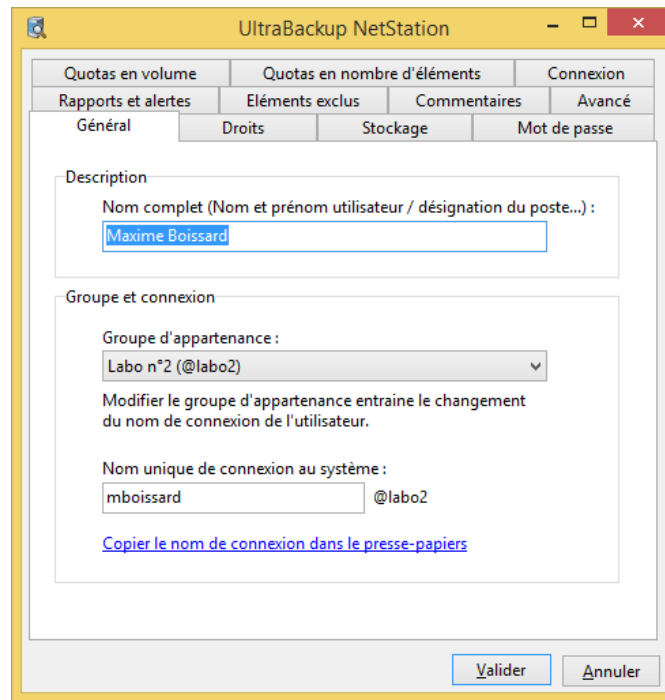 UltraBackup NetStation
Quotas en volume
Quotas en nombre d'éléments
Connexion
Rapports et alertes
Eléments exclus
Commentaires
Avancé
Général
Droits
Stockage
Mot de passe
Description
Nom complet (Nom et prénom utilisateur / désignation du poste...) :
Maxime Boissard
Groupe et connexion
Groupe d'appartenance :
Labo n°2 (@labo2)
Modifier le groupe d'appartenance entraine le changement
du nom de connexion de l'utilisateur.
Nom unique de connexion au système :
mboissard @labo2
Copier le nom de connexion dans le presse-papiers
Valider
Annuler